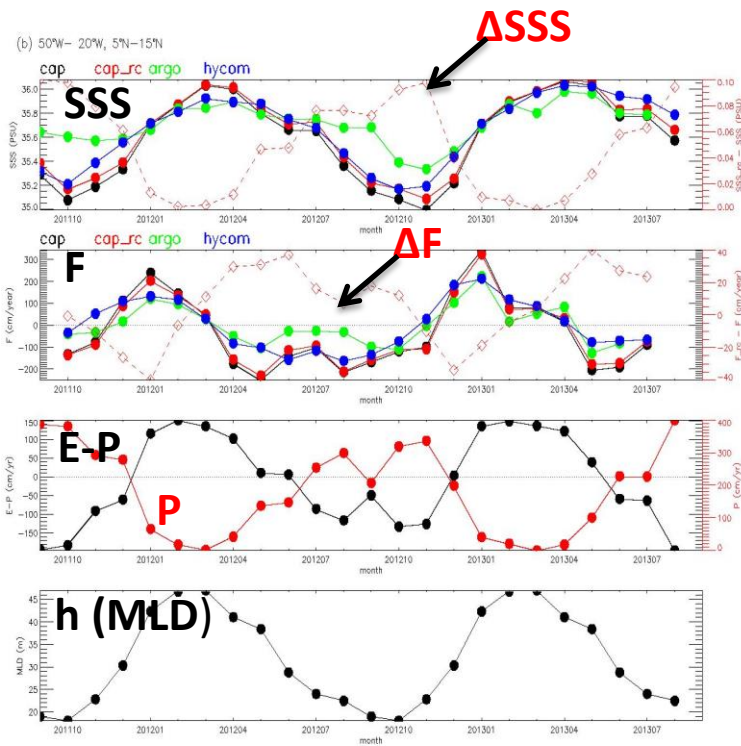 ΔSSS
(b) 50°W- 20°W, 5°N-15°N
cap cap_rc argo hycom
SSS
SSS (PSU)
36.0
35.8
35.6
35.4
35.2
35.0
0.10
0.08
0.06
0.04
0.02
0.00
SSS_rc - SSS (PSU)
201110 201201 201204 201207 201210 201301 201304 201307
month
cap cap_rc argo hycom
F
ΔF
F (cm/year)
300
200
100
0
-100
-200
40
20
0
-20
-40
F_rc - F (cm/year)
201110 201201 201204 201207 201210 201301 201304 201307
month
E-P
P
E-P (cm/yr)
150
100
50
0
-50
-100
-150
400
300
200
100
0
P (cm/yr)
201110 201201 201204 201207 201210 201301 201304 201307
month
h (MLD)
MLD (m)
45
40
35
30
25
20
201110 201201 201204 201207 201210 201301 201304 201307
month